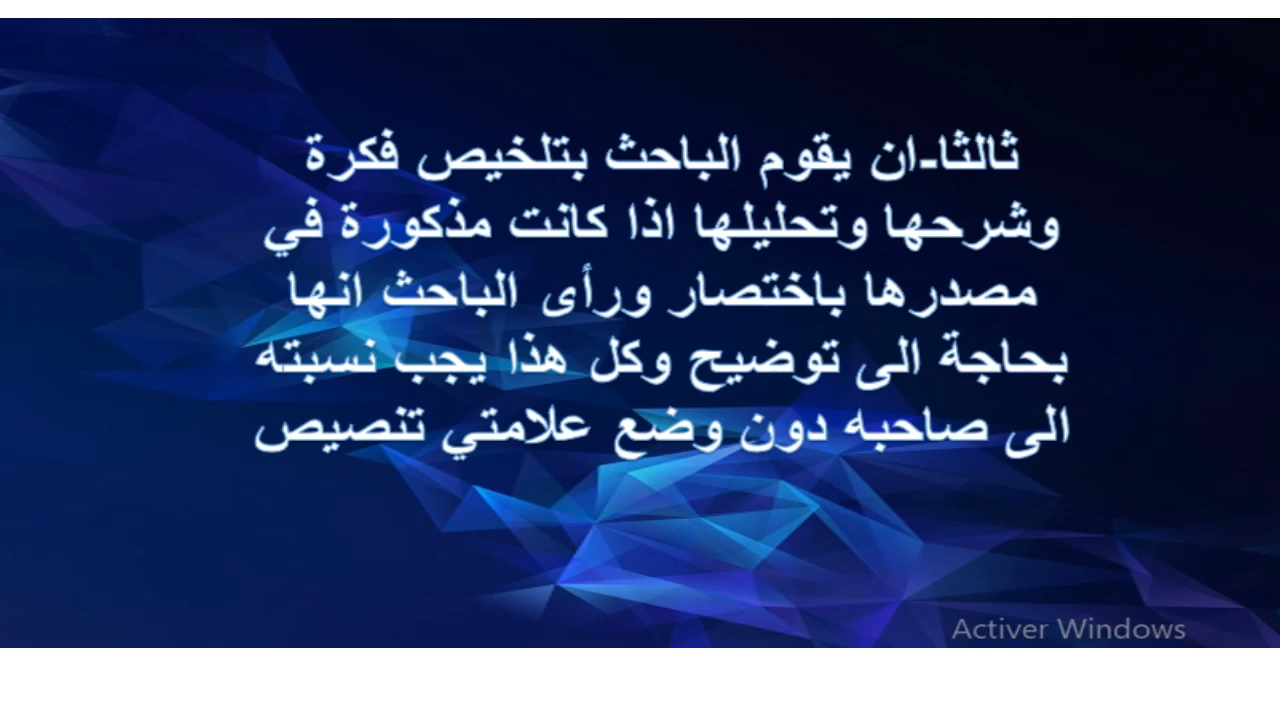 ثالثا-ان يقوم الباحث بتلخيص فكرة
وشرحها وتحليلها اذا كانت مذكورة في
مصدرها باختصار ورأى الباحث انها
بحاجة الى توضيح وكل هذا يجب نسبته
الى صاحبه دون وضع علامتي تنصيص
Activer Windows